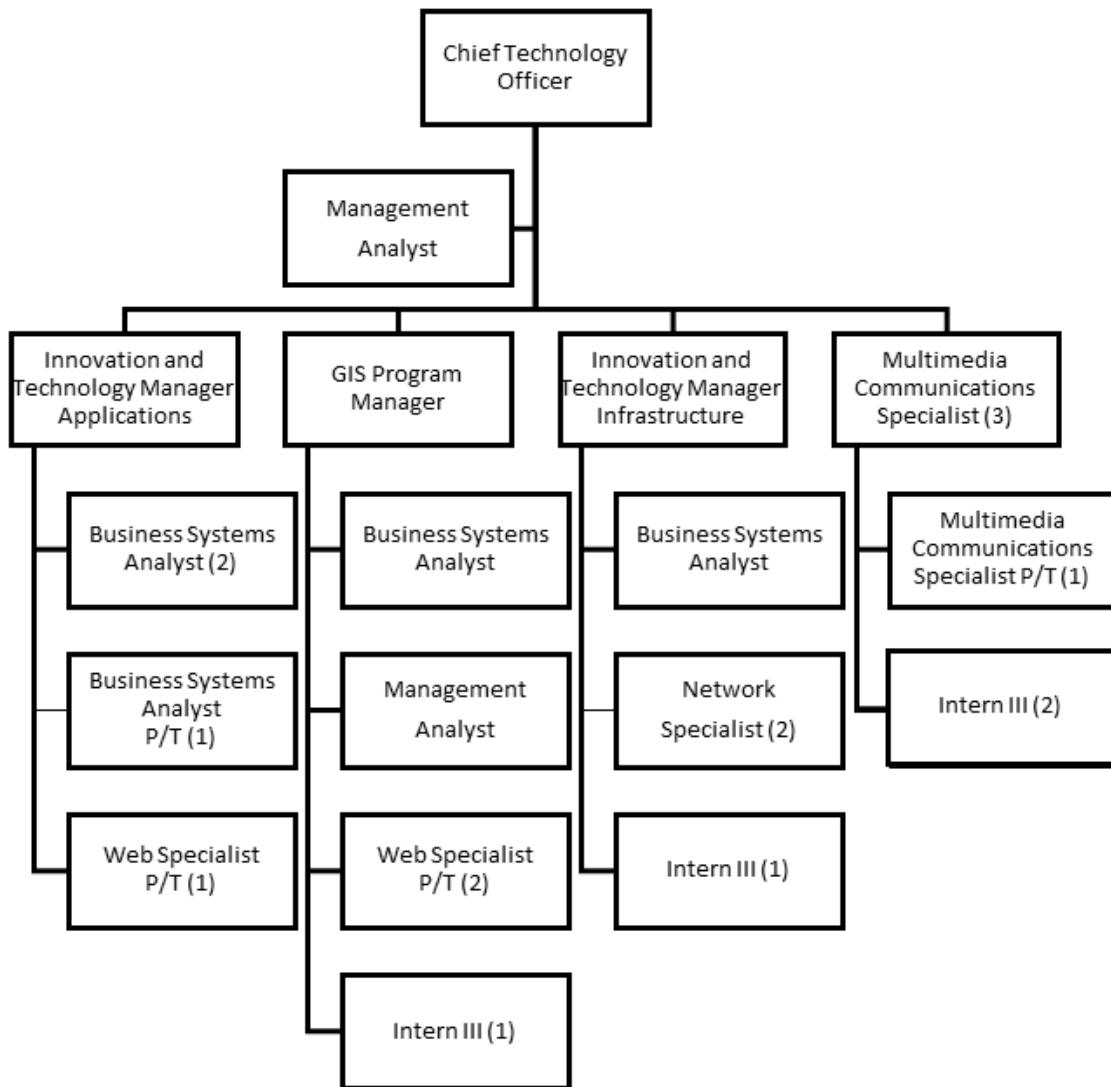 Chief Technology
Officer
Management
Analyst
Innovation and
Technology Manager
Applications
GIS Program
Manager
Innovation and
Technology Manager
Infrastructure
Multimedia
Communications
Specialist (3)
Business Systems
Analyst (2)
Business Systems
Analyst
P/T (1)
Web Specialist
P/T (1)
Business Systems
Analyst
Management
Analyst
Web Specialist
P/T (2)
Intern III (1)
Business Systems
Analyst
Network
Specialist (2)
Intern III (1)
Multimedia
Communications
Specialist P/T (1)
Intern III (2)